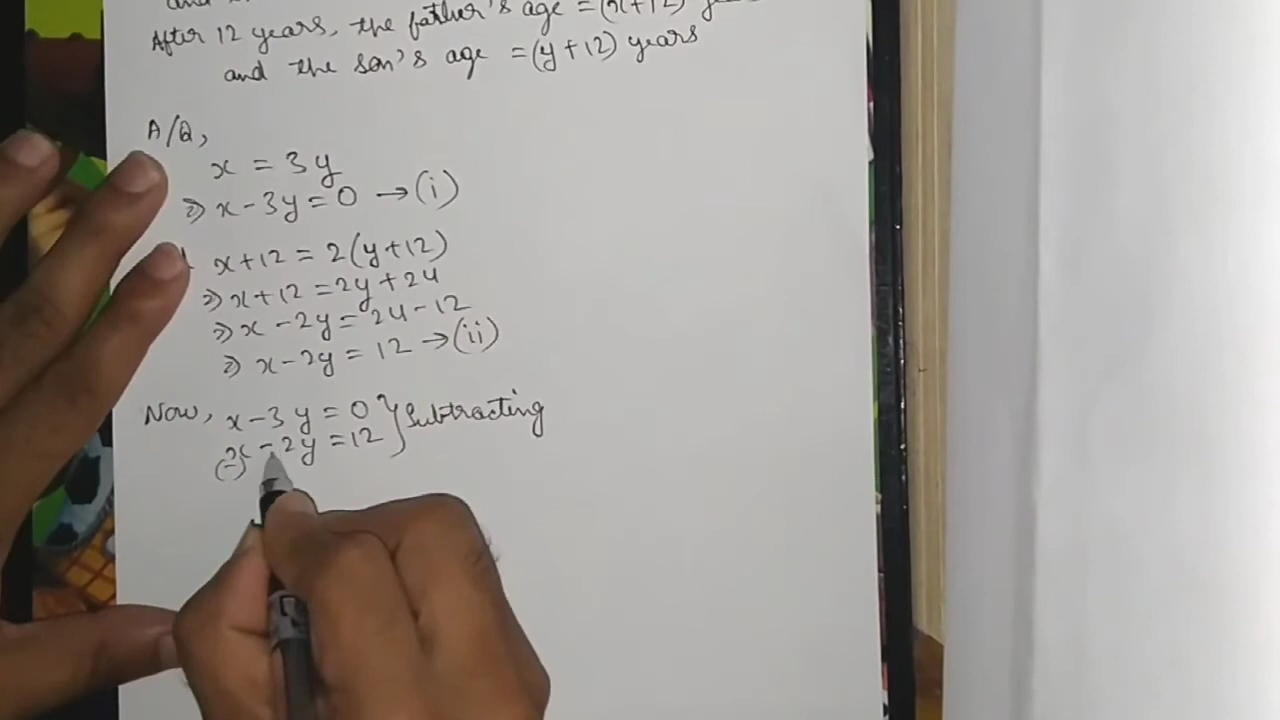 After 12 years, the father's age = (x+12)
and the son's age = (y+12) years
A/Q,
x = 3y
⇒ x-3y=0 →(i)
x+12 = 2(y+12)
⇒ x+12 = 2y+24
⇒ x-2y = 24-12
⇒ x-2y = 12 →(ii)
Now, x-3y = 0 } Subtracting
x-2y = 12
(-)